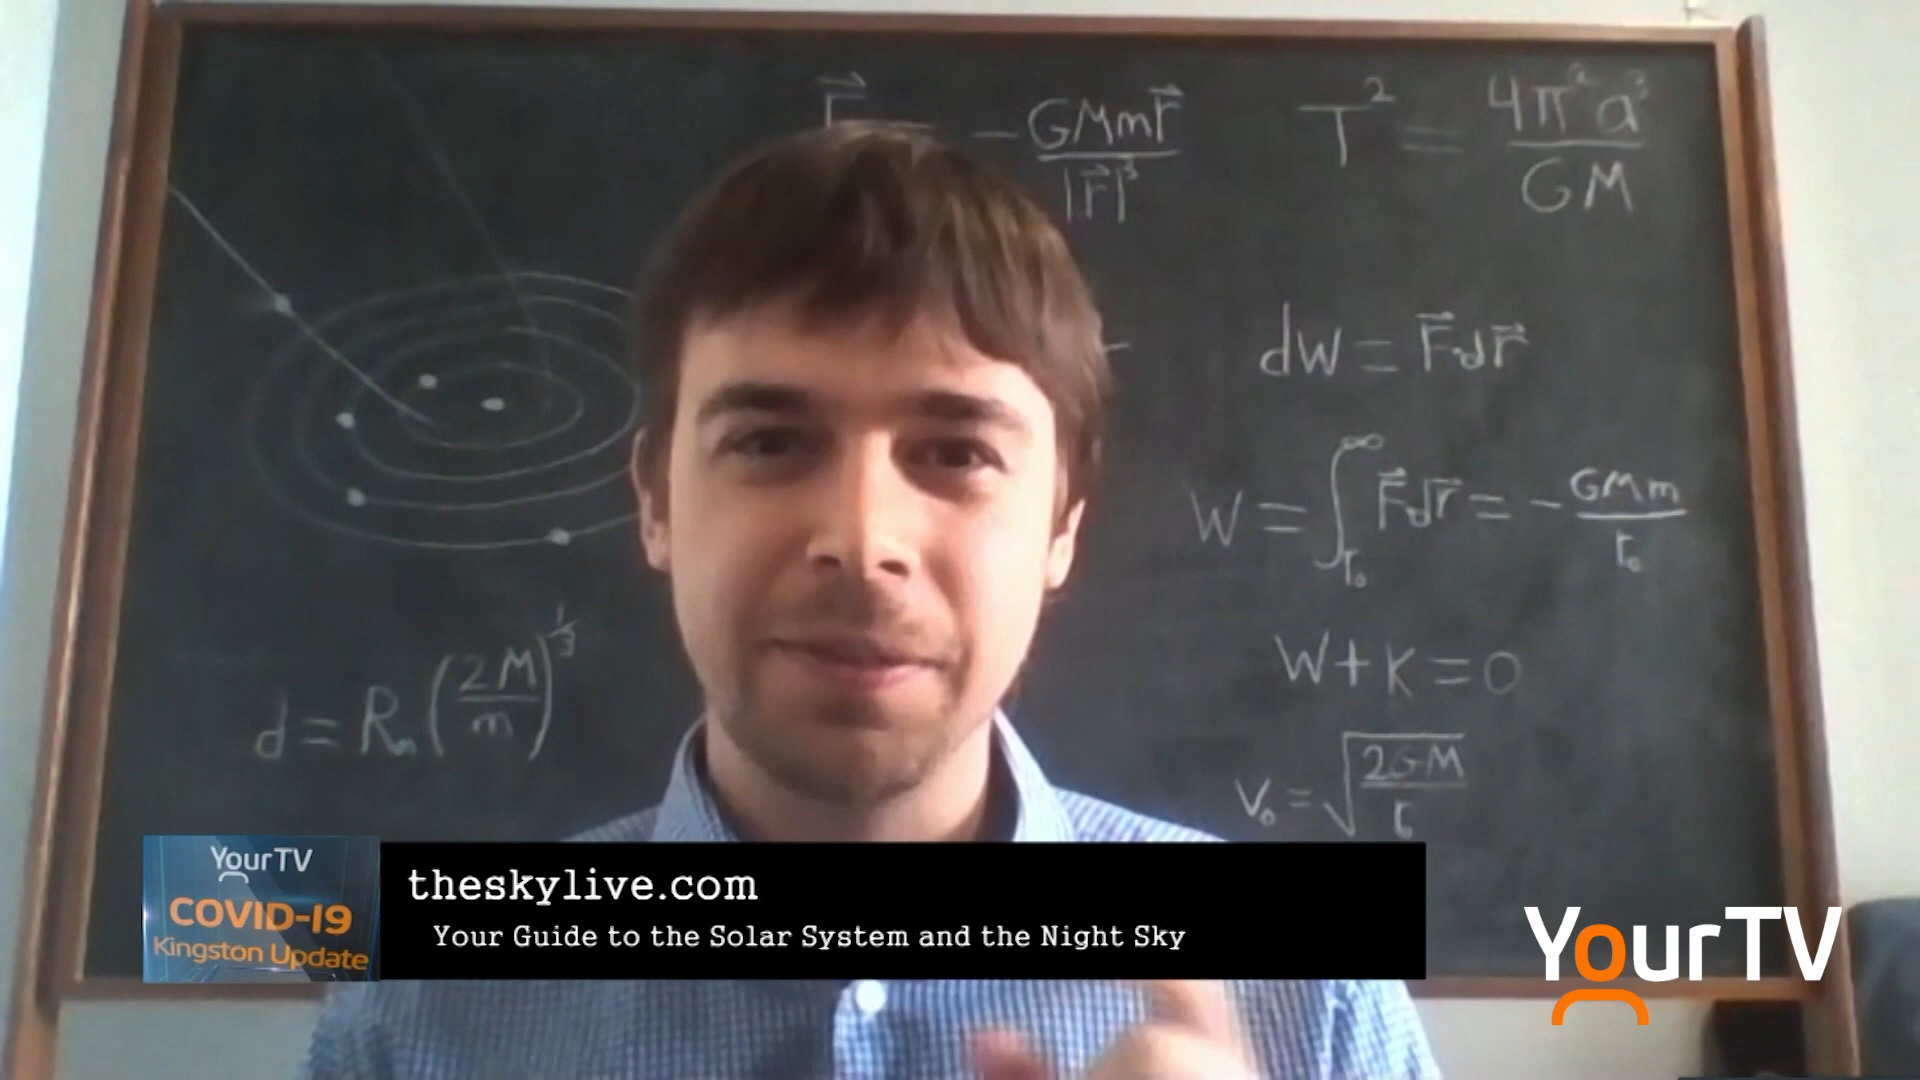 F⃗ = - GMmr⃗ / |r⃗|³
T² = 4π²a³ / GM
dW = F⃗·dr⃗
W = ∫_{r₀}^{∞} F⃗·dr⃗ = - GMm / r₀
d = Rₘ (2M / m)^{1/3}
W+K=0
V₀ = √(2GM / r₀)
YourTV
COVID-19
Kingston Update
theskylive.com
Your Guide to the Solar System and the Night Sky
YourTV